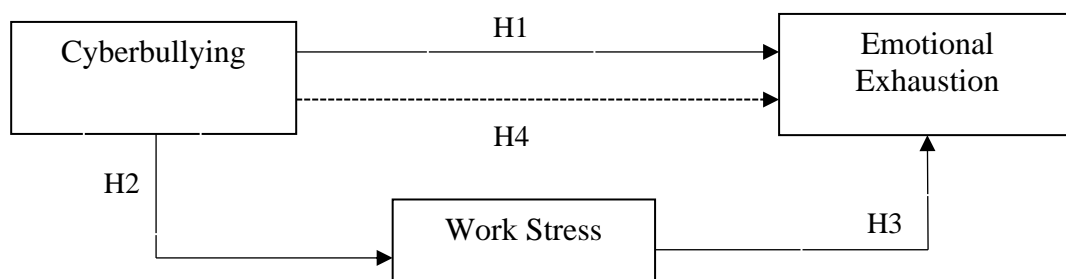 H1
Cyberbullying
Emotional
Exhaustion
H4
H2
Work Stress
H3